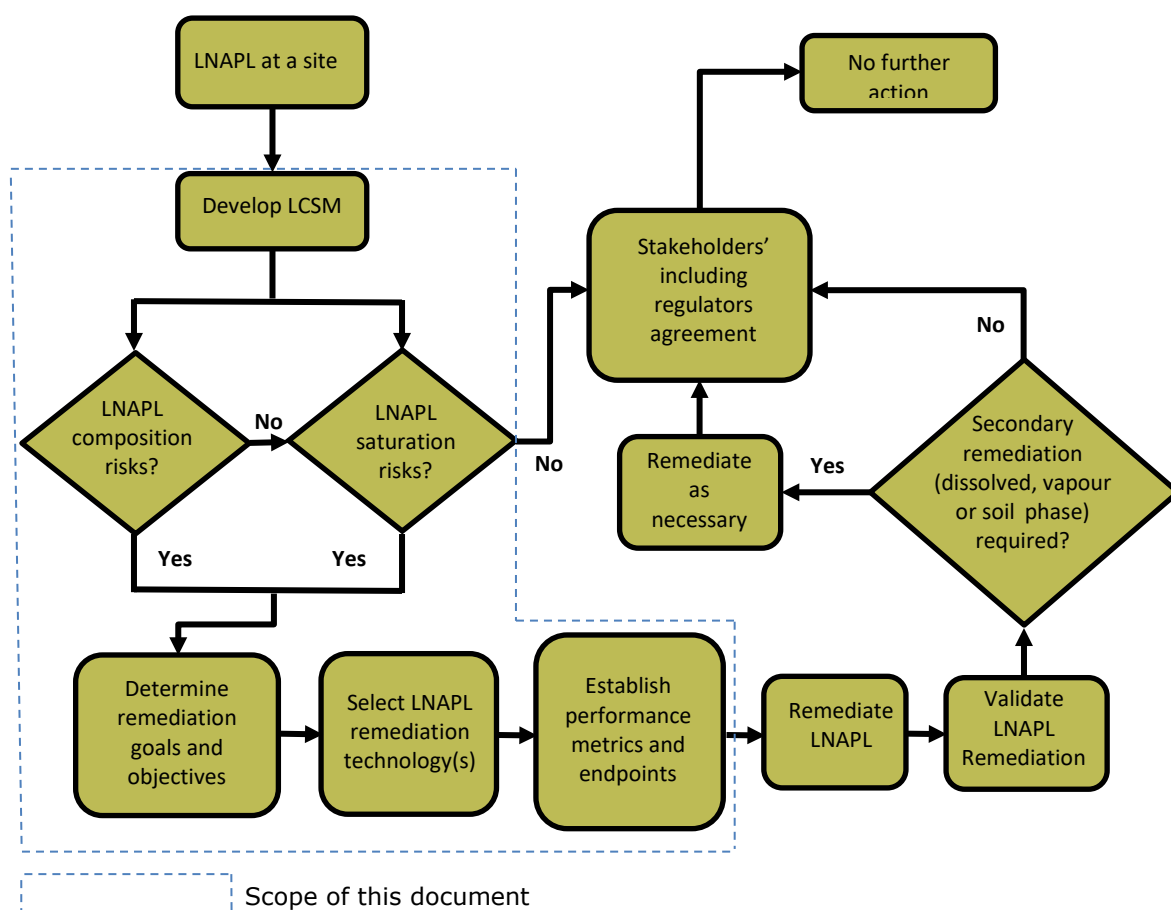 LNAPL at a site
No further
action
Develop LCSM
Stakeholders’
including
regulators
agreement
LNAPL
composition
risks?
No
LNAPL
saturation
risks?
No
Yes
Yes
Remediate
as
necessary
Yes
No
Secondary
remediation
(dissolved, vapour
or soil phase)
required?
Determine
remediation
goals and
objectives
Select LNAPL
remediation
technology(s)
Establish
performance
metrics and
endpoints
Remediate
LNAPL
Validate
LNAPL
Remediation
Scope of this document